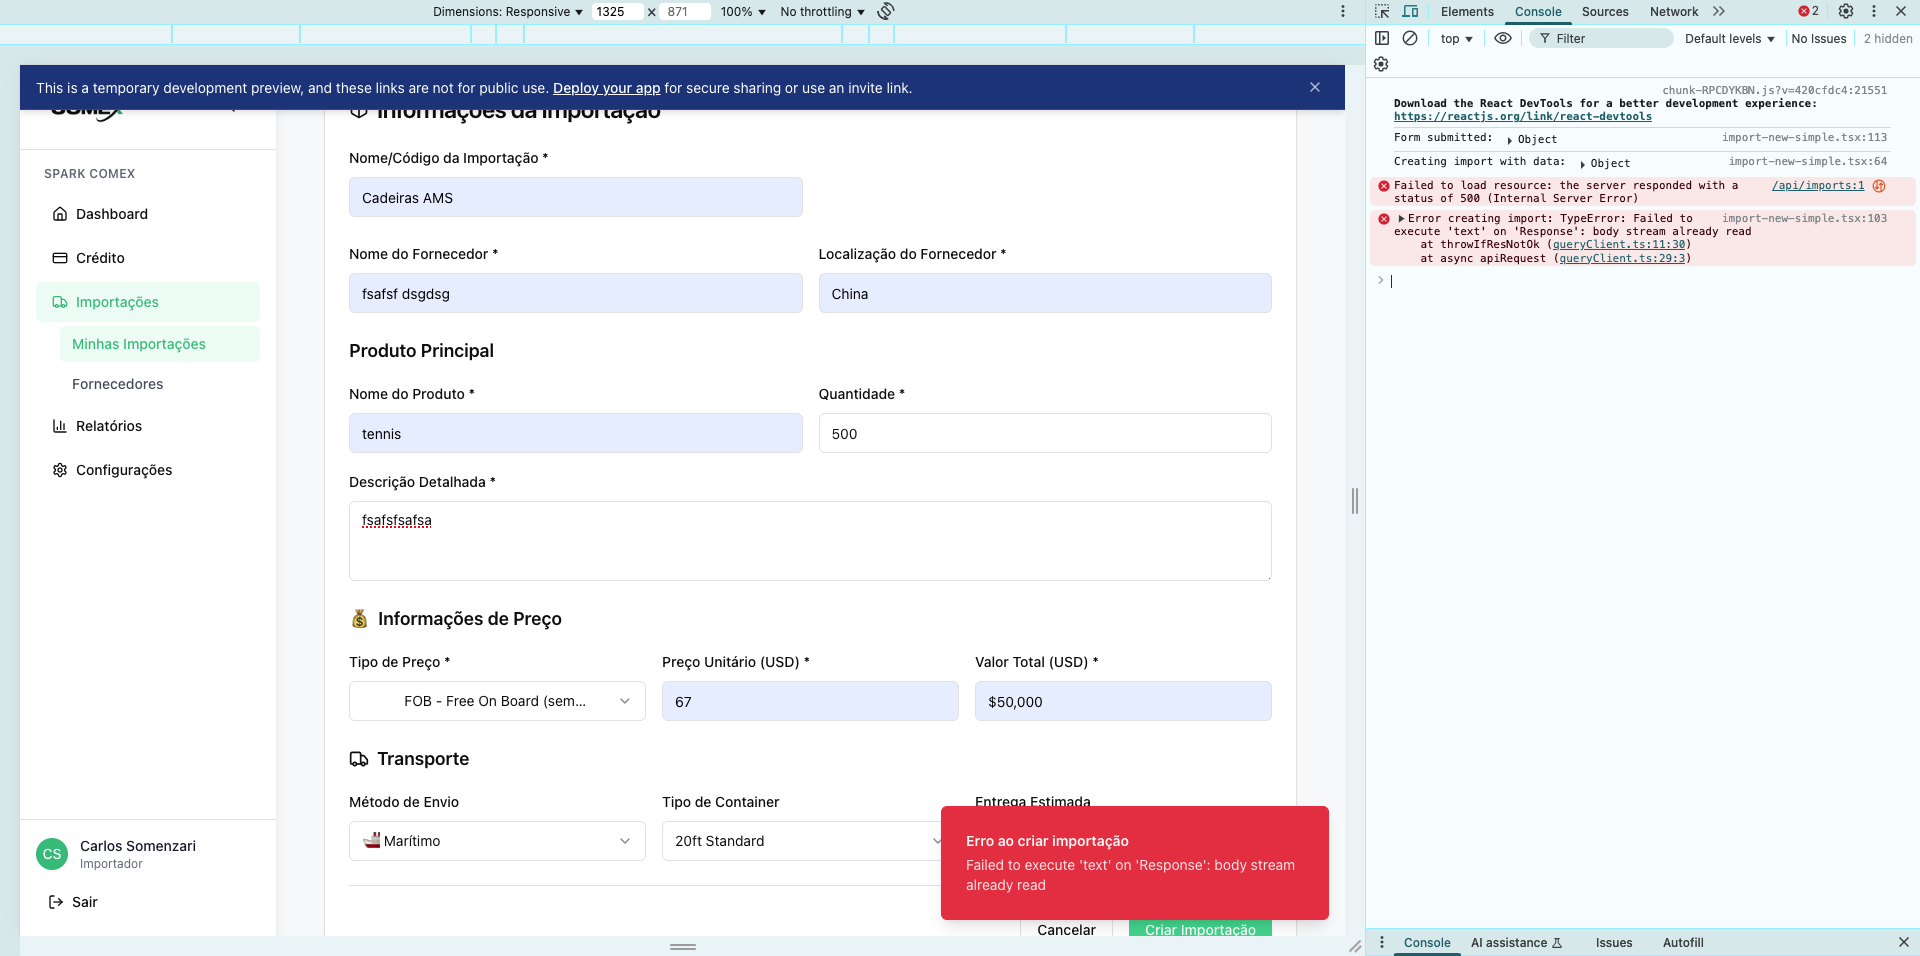 Dimensions: Responsive
1325 × 871
100%
No throttling
This is a temporary development preview, and these links are not for public use. Deploy your app for secure sharing or use an invite link.
COMEX
SPARK COMEX
Dashboard
Crédito
Importações
Minhas Importações
Fornecedores
Relatórios
Configurações
CS
Carlos Somenzari
Importador
Sair
Informações da Importação
Nome/Código da Importação *
Cadeiras AMS
Nome do Fornecedor *
Localização do Fornecedor *
fsafsf dsgdsg
China
Produto Principal
Nome do Produto *
Quantidade *
tennis
500
Descrição Detalhada *
fsafsfsafsa
Informações de Preço
Tipo de Preço *
Preço Unitário (USD) *
Valor Total (USD) *
FOB - Free On Board (sem...
67
$50,000
Transporte
Método de Envio
Tipo de Container
Entrega Estimada
Marítimo
20ft Standard
Erro ao criar importação
Failed to execute 'text' on 'Response': body stream
already read
Cancelar
Criar Importação
Elements
Console
Sources
Network
2
top
Filter
Default levels
No Issues
2 hidden
chunk-RPCDYKBN.js?v=420cfdc4:21551
Download the React DevTools for a better development experience:
https://reactjs.org/link/react-devtools
Form submitted: Object import-new-simple.tsx:113
Creating import with data: Object import-new-simple.tsx:64
Failed to load resource: the server responded with a /api/imports:1
status of 500 (Internal Server Error)
Error creating import: TypeError: Failed to import-new-simple.tsx:103
execute 'text' on 'Response': body stream already read
at throwIfResNotOk (queryClient.ts:11:30)
at async apiRequest (queryClient.ts:29:3)
Console
AI assistance
Issues
Autofill